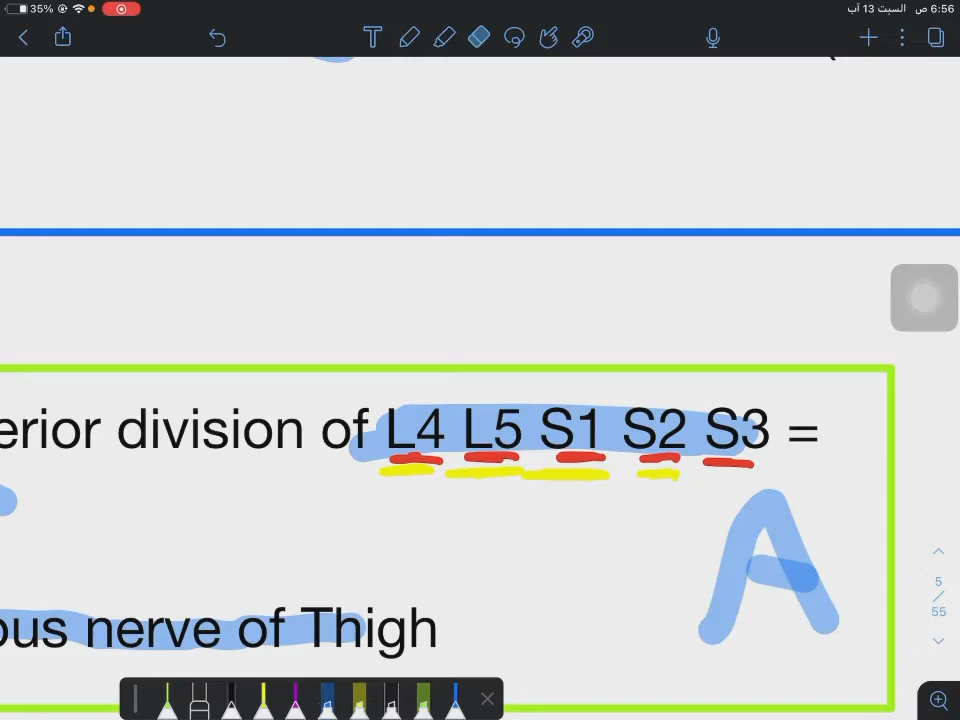 35% السبت 13 آب 6:56 ص
erior division of L4 L5 S1 S2 S3 =
A
ous nerve of Thigh
5
/
55